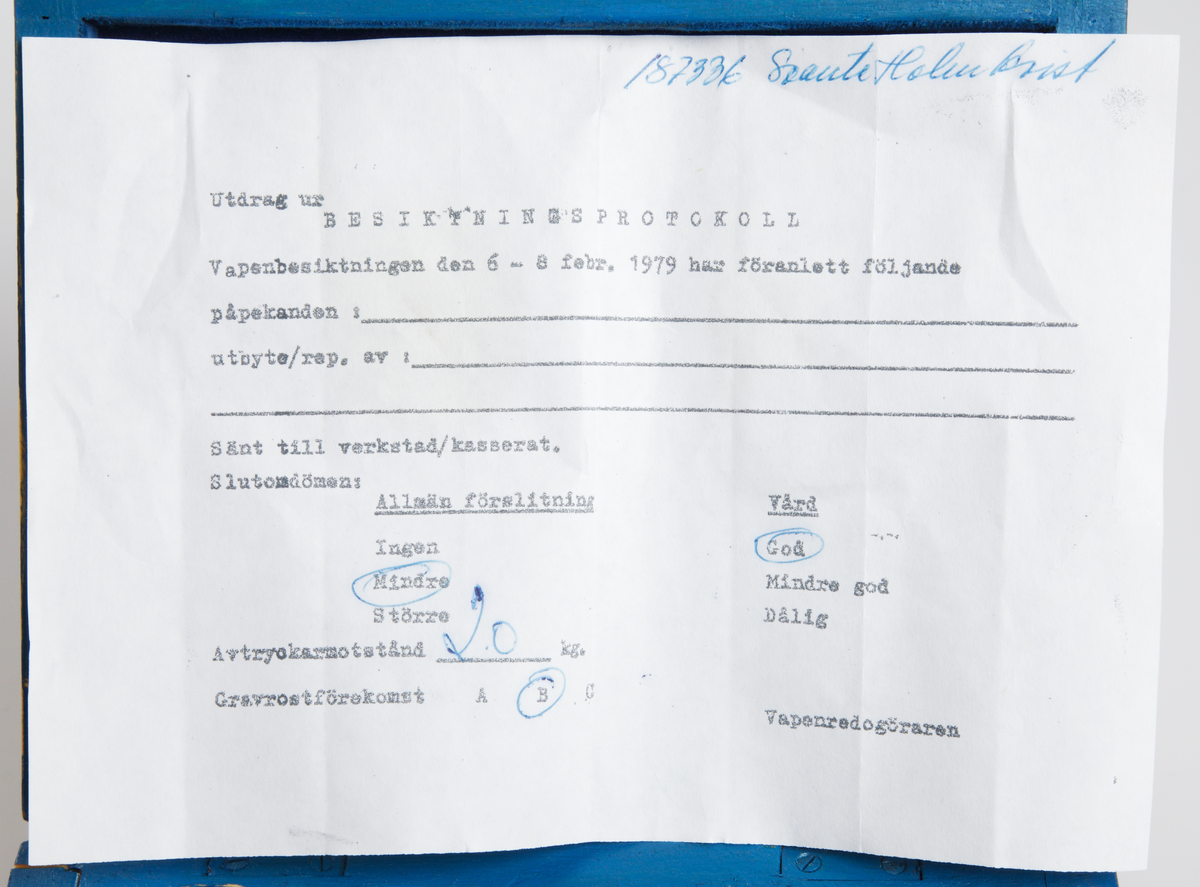 187336 Svante Holmkvist
Utdrag ur
BESIKTNINGSPROTOKOLL
Vapenbesiktningen den 6 - 8 febr. 1979 har föranlett följande
påpekanden :
utbyte/rep. av :
Sänt till verkstad/kasserat.
Slutomdömen:
Allmän förslitning Vård
Ingen God
Mindre Mindre god
Större Dålig
Avtryckarmotstånd 2.0 kg.
Gravrostförekomst A B C
Vapenredogöraren